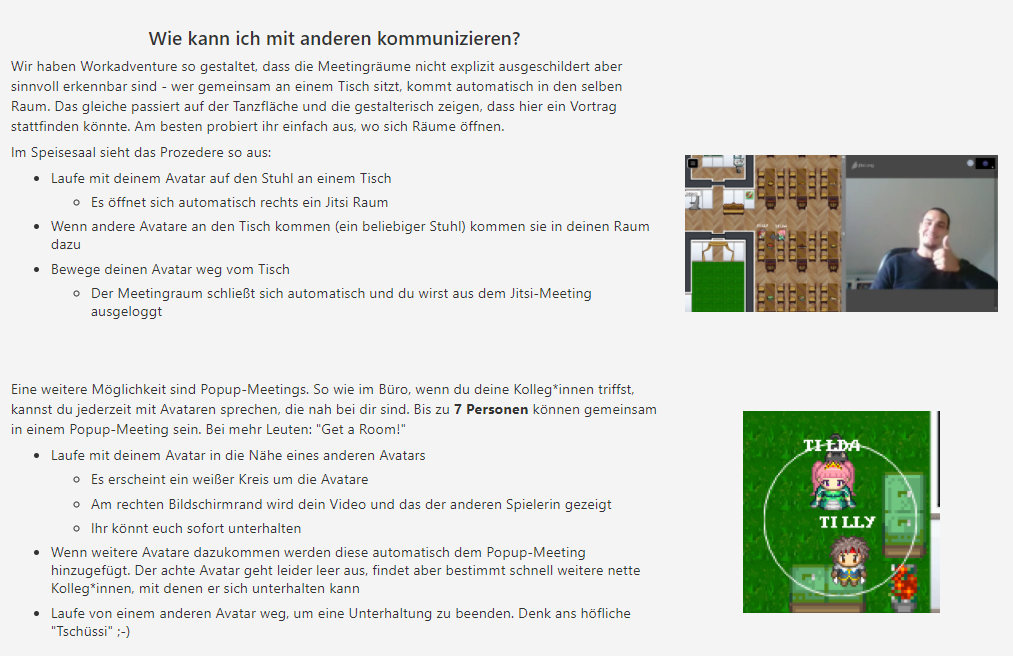 Wie kann ich mit anderen kommunizieren?
Wir haben Workadventure so gestaltet, dass die Meetingräume nicht explizit ausgeschildert aber
sinnvoll erkennbar sind - wer gemeinsam an einem Tisch sitzt, kommt automatisch in den selben
Raum. Das gleiche passiert auf der Tanzfläche und die gestalterisch zeigen, dass hier ein Vortrag
stattfinden könnte. Am besten probiert ihr einfach aus, wo sich Räume öffnen.
Im Speisesaal sieht das Prozedere so aus:
Laufe mit deinem Avatar auf den Stuhl an einem Tisch
Es öffnet sich automatisch rechts ein Jitsi Raum
Wenn andere Avatare an den Tisch kommen (ein beliebiger Stuhl) kommen sie in deinen Raum
dazu
Bewege deinen Avatar weg vom Tisch
Der Meetingraum schließt sich automatisch und du wirst aus dem Jitsi-Meeting
ausgeloggt
Eine weitere Möglichkeit sind Popup-Meetings. So wie im Büro, wenn du deine Kolleg*innen triffst,
kannst du jederzeit mit Avataren sprechen, die nah bei dir sind. Bis zu 7 Personen können gemeinsam
in einem Popup-Meeting sein. Bei mehr Leuten: "Get a Room!"
Laufe mit deinem Avatar in die Nähe eines anderen Avatars
Es erscheint ein weißer Kreis um die Avatare
Am rechten Bildschirmrand wird dein Video und das der anderen Spielerin gezeigt
Ihr könnt euch sofort unterhalten
Wenn weitere Avatare dazukommen werden diese automatisch dem Popup-Meeting
hinzugefügt. Der achte Avatar geht leider leer aus, findet aber bestimmt schnell weitere nette
Kolleg*innen, mit denen er sich unterhalten kann
Laufe von einem anderen Avatar weg, um eine Unterhaltung zu beenden. Denk ans höfliche
"Tschüssi" ;-)
TILDA
TILLY